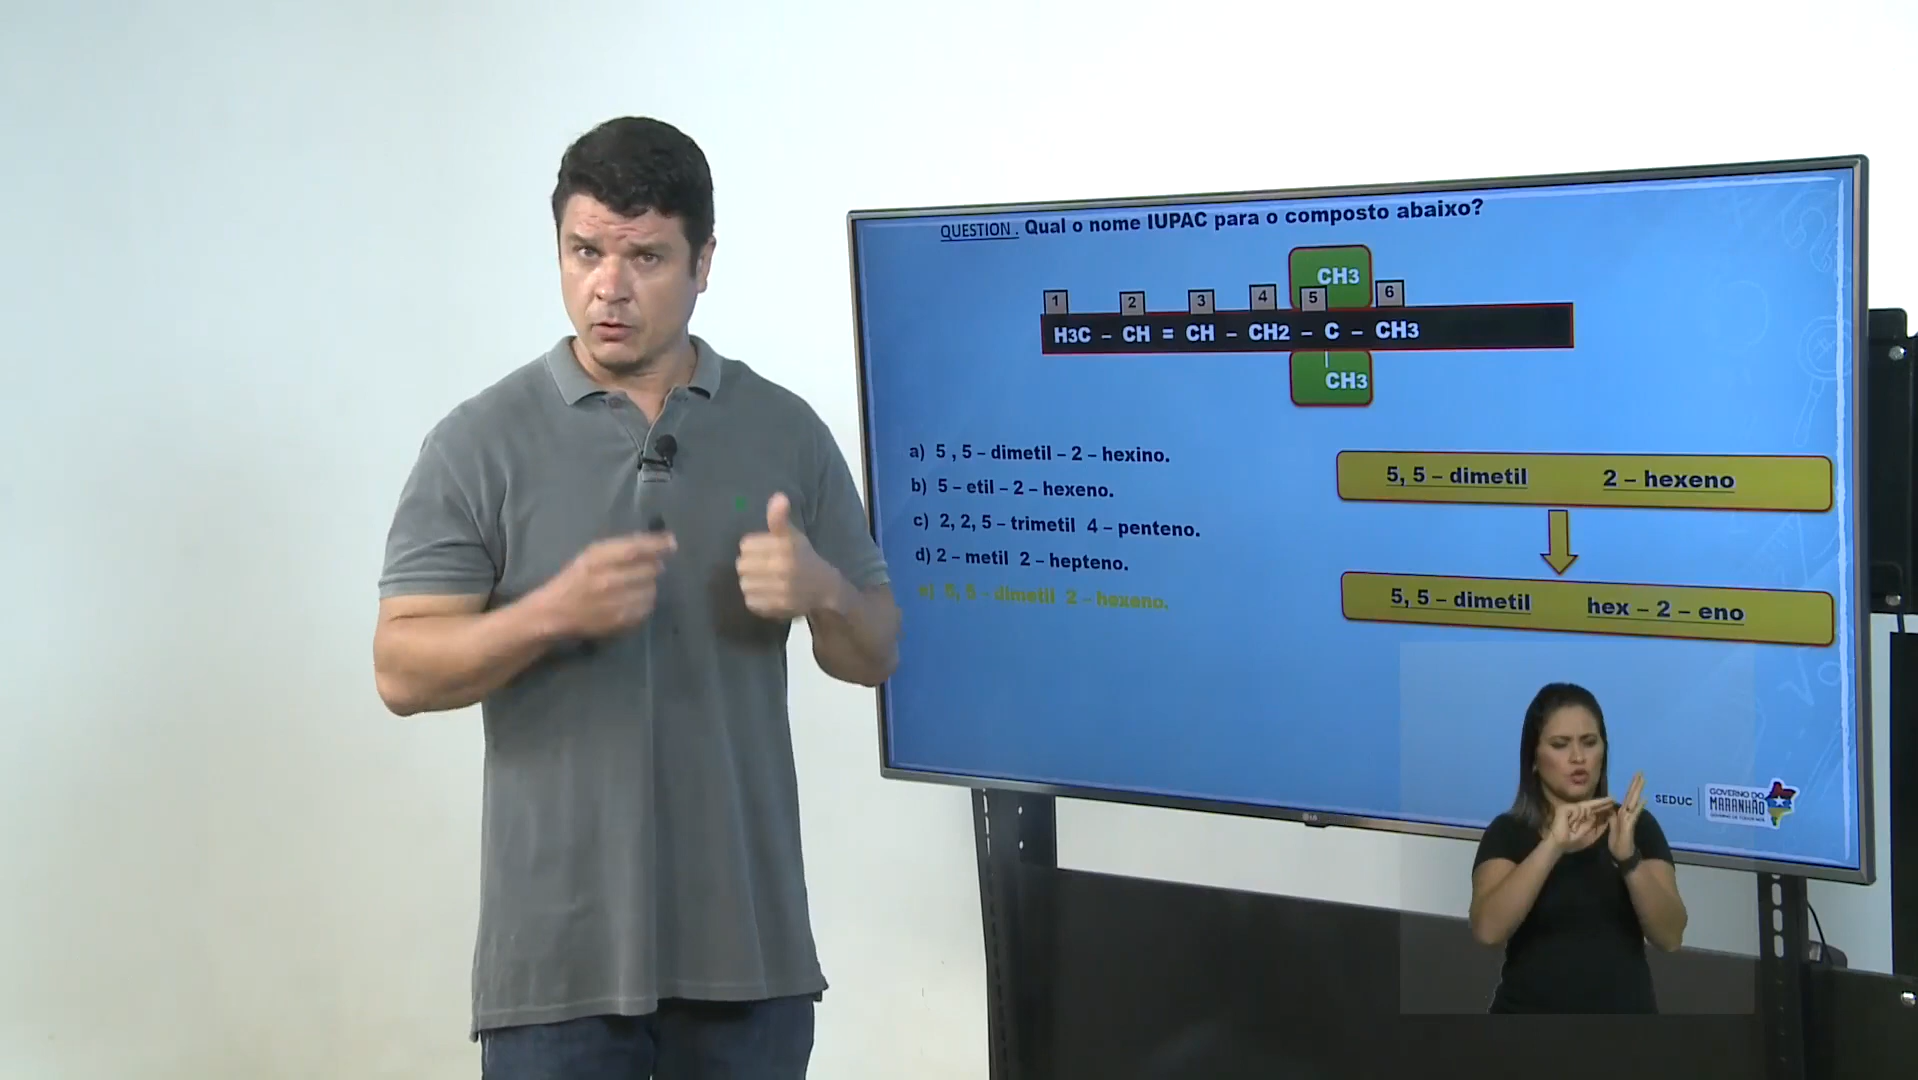 QUESTION . Qual o nome IUPAC para o composto abaixo?
CH3
1 2 3 4 5 6
H3C – CH = CH – CH2 – C – CH3
CH3
a) 5 , 5 – dimetil – 2 – hexino.
b) 5 – etil – 2 – hexeno.
c) 2, 2, 5 – trimetil 4 – penteno.
d) 2 – metil 2 – hepteno.
e) 5, 5 – dimetil 2 – hexeno.
5, 5 – dimetil 2 – hexeno
5, 5 – dimetil hex – 2 – eno
SEDUC
GOVERNO DO
MARANHÃO
LG